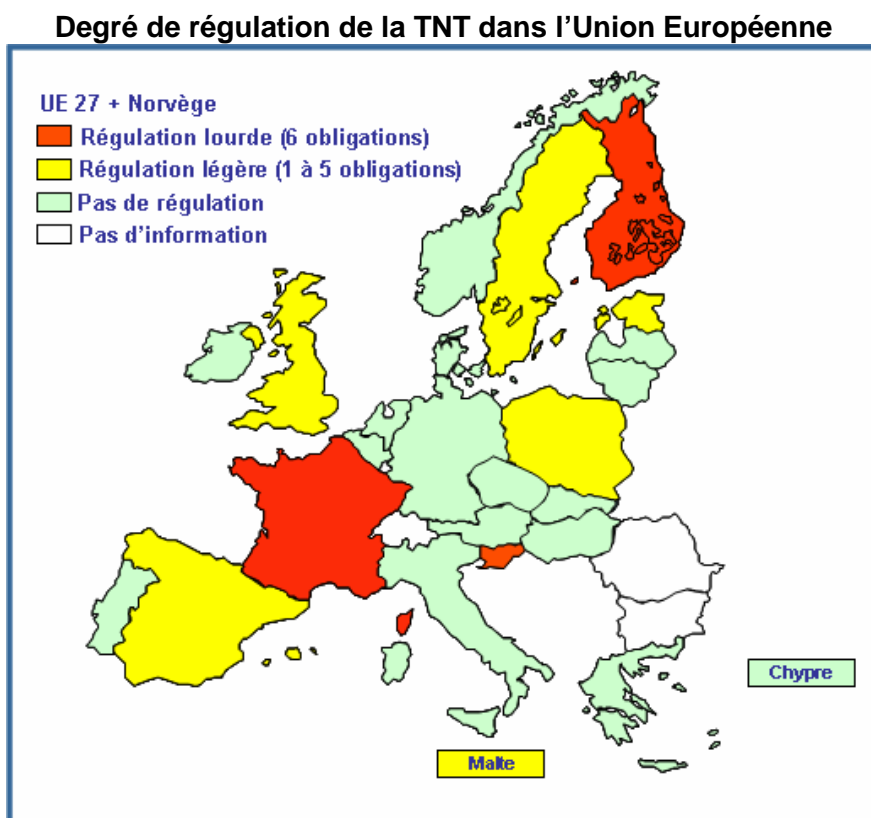 Degré de régulation de la TNT dans l’Union Européenne
UE 27 + Norvège
Régulation lourde (6 obligations)
Régulation légère (1 à 5 obligations)
Pas de régulation
Pas d’information
Chypre
Malte